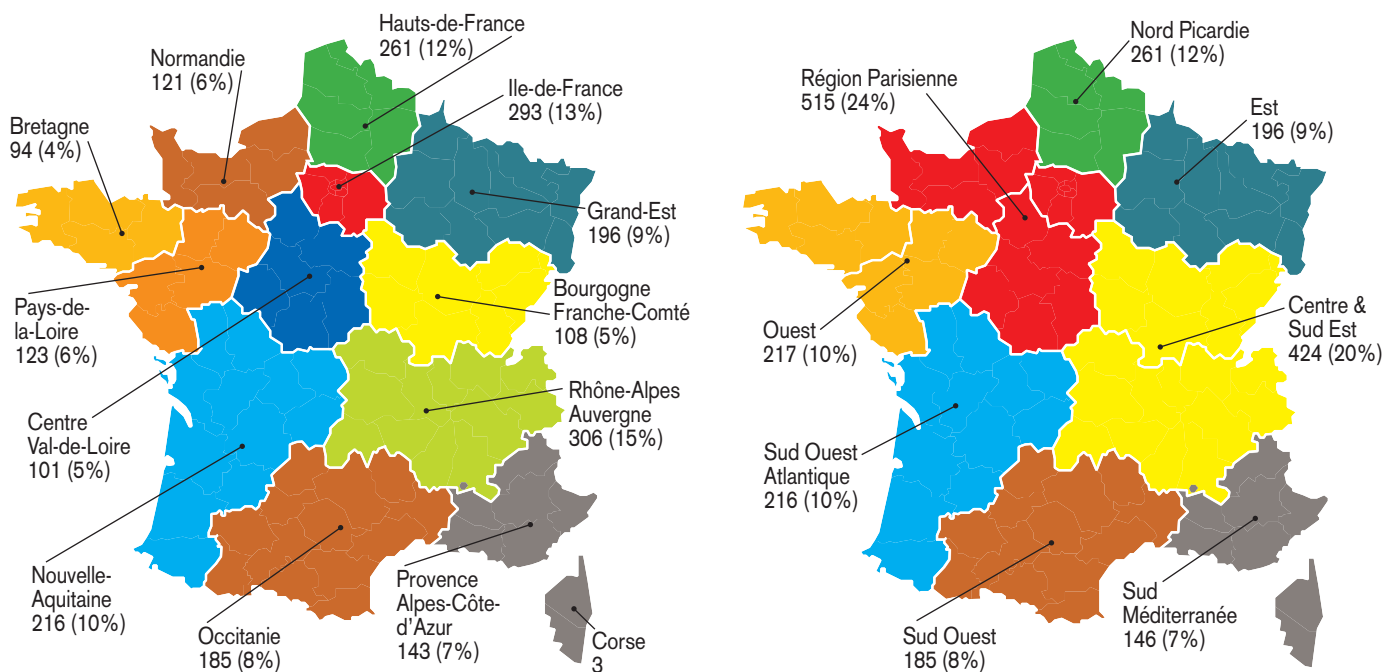 Hauts-de-France
261 (12%)
Normandie
121 (6%)
Ile-de-France
293 (13%)
Bretagne
94 (4%)
Grand-Est
196 (9%)
Pays-de-
la-Loire
123 (6%)
Bourgogne
Franche-Comté
108 (5%)
Centre
Val-de-Loire
101 (5%)
Rhône-Alpes
Auvergne
306 (15%)
Nouvelle-
Aquitaine
216 (10%)
Occitanie
185 (8%)
Provence
Alpes-Côte-
d'Azur
143 (7%)
Corse
3
Nord Picardie
261 (12%)
Région Parisienne
515 (24%)
Est
196 (9%)
Ouest
217 (10%)
Centre &
Sud Est
424 (20%)
Sud Ouest
Atlantique
216 (10%)
Sud Ouest
185 (8%)
Sud
Méditerranée
146 (7%)